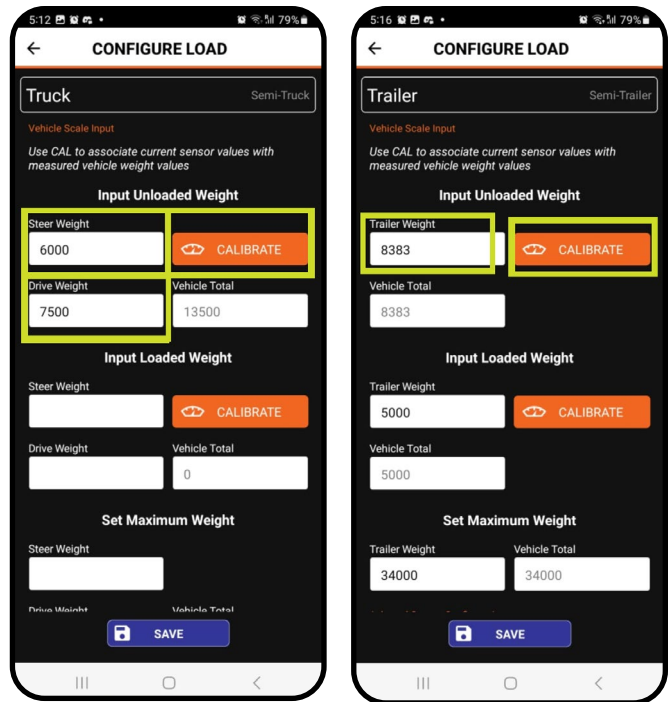 5:12
79%
CONFIGURE LOAD
Truck
Semi-Truck
Vehicle Scale Input
Use CAL to associate current sensor values with
measured vehicle weight values
Input Unloaded Weight
Steer Weight
6000
CALIBRATE
Drive Weight
Vehicle Total
7500
13500
Input Loaded Weight
Steer Weight
CALIBRATE
Drive Weight
Vehicle Total
0
Set Maximum Weight
Steer Weight
Drive Weight
Vehicle Total
SAVE
5:16
79%
CONFIGURE LOAD
Trailer
Semi-Trailer
Vehicle Scale Input
Use CAL to associate current sensor values with
measured vehicle weight values
Input Unloaded Weight
Trailer Weight
8383
CALIBRATE
Vehicle Total
8383
Input Loaded Weight
Trailer Weight
5000
CALIBRATE
Vehicle Total
5000
Set Maximum Weight
Trailer Weight
Vehicle Total
34000
34000
SAVE